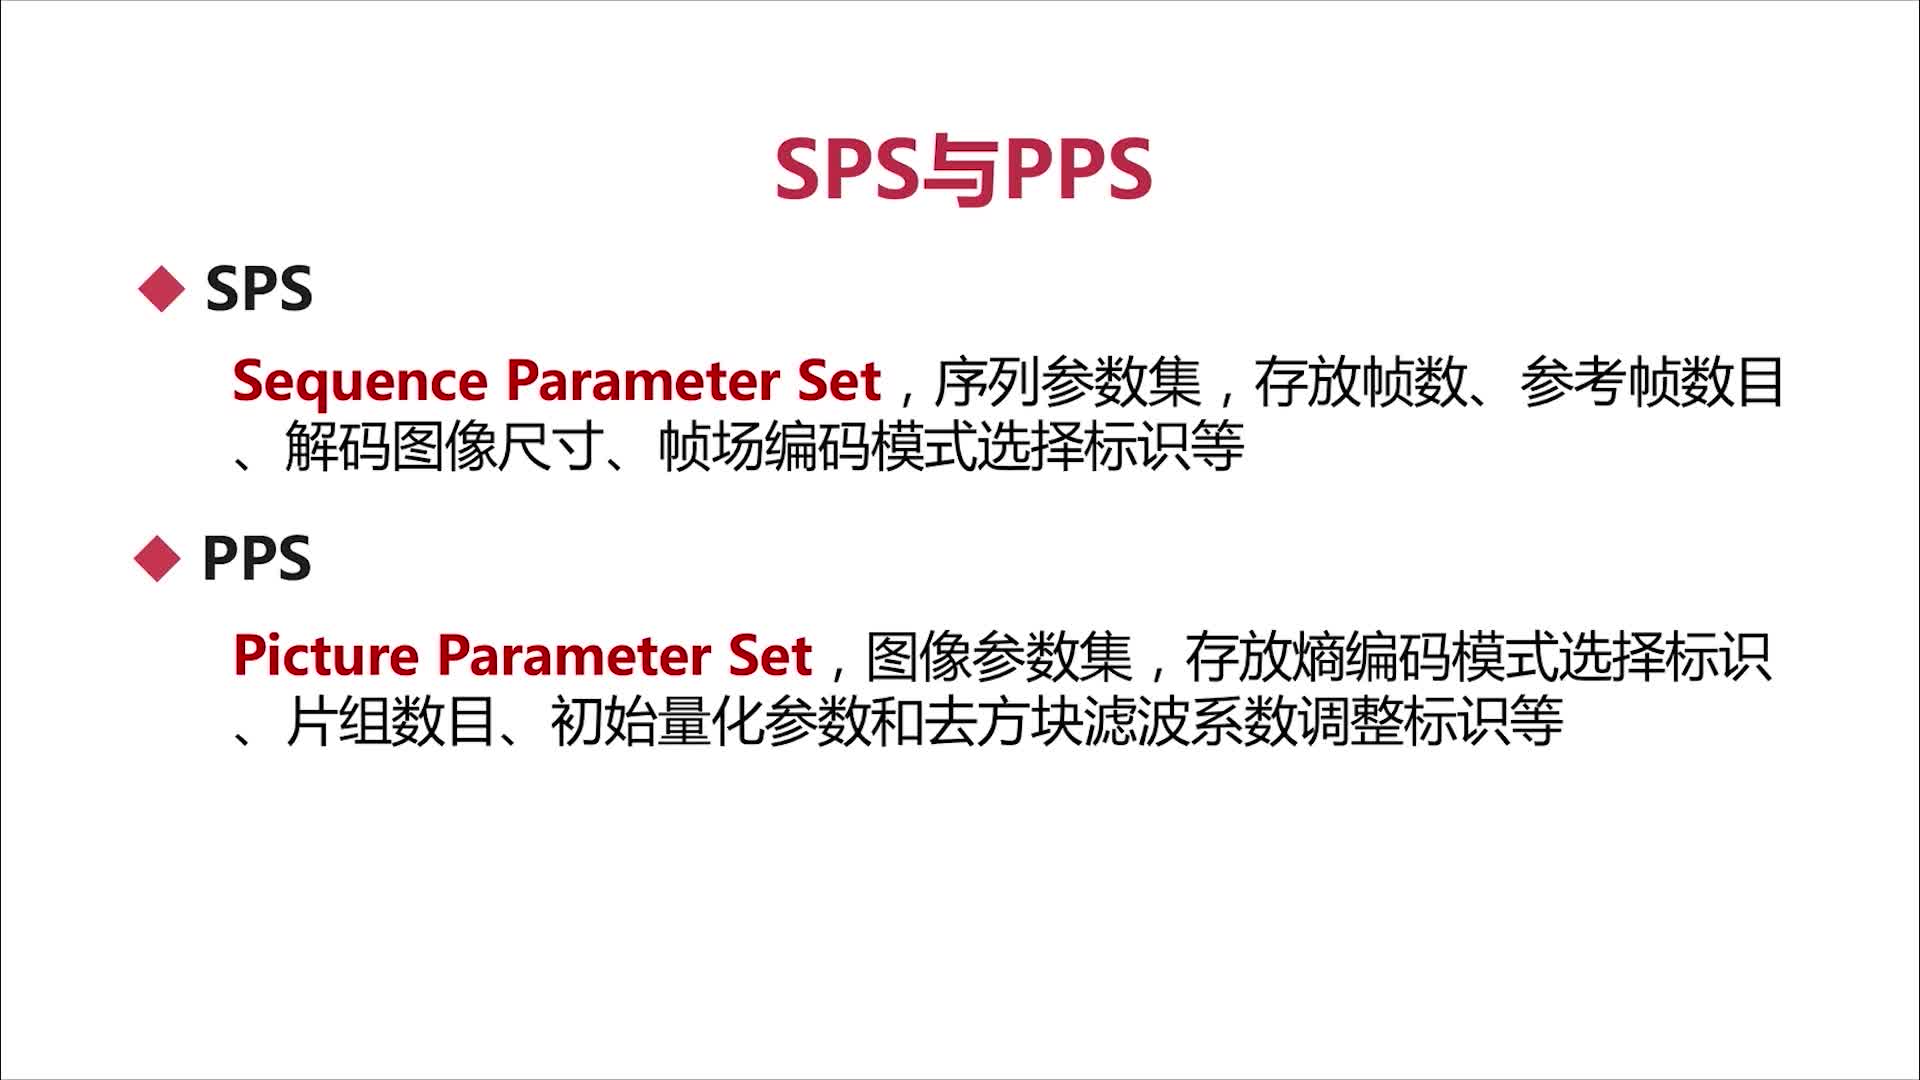 SPS与PPS
SPS
Sequence Parameter Set，序列参数集，存放帧数、参考帧数目
、解码图像尺寸、帧场编码模式选择标识等
PPS
Picture Parameter Set，图像参数集，存放熵编码模式选择标识
、片组数目、初始量化参数和去方块滤波系数调整标识等